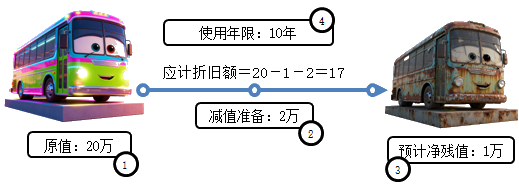 使用年限：10年
4
应计折旧额＝20－1－2＝17
减值准备：2万
2
原值：20万
1
预计净残值：1万
3